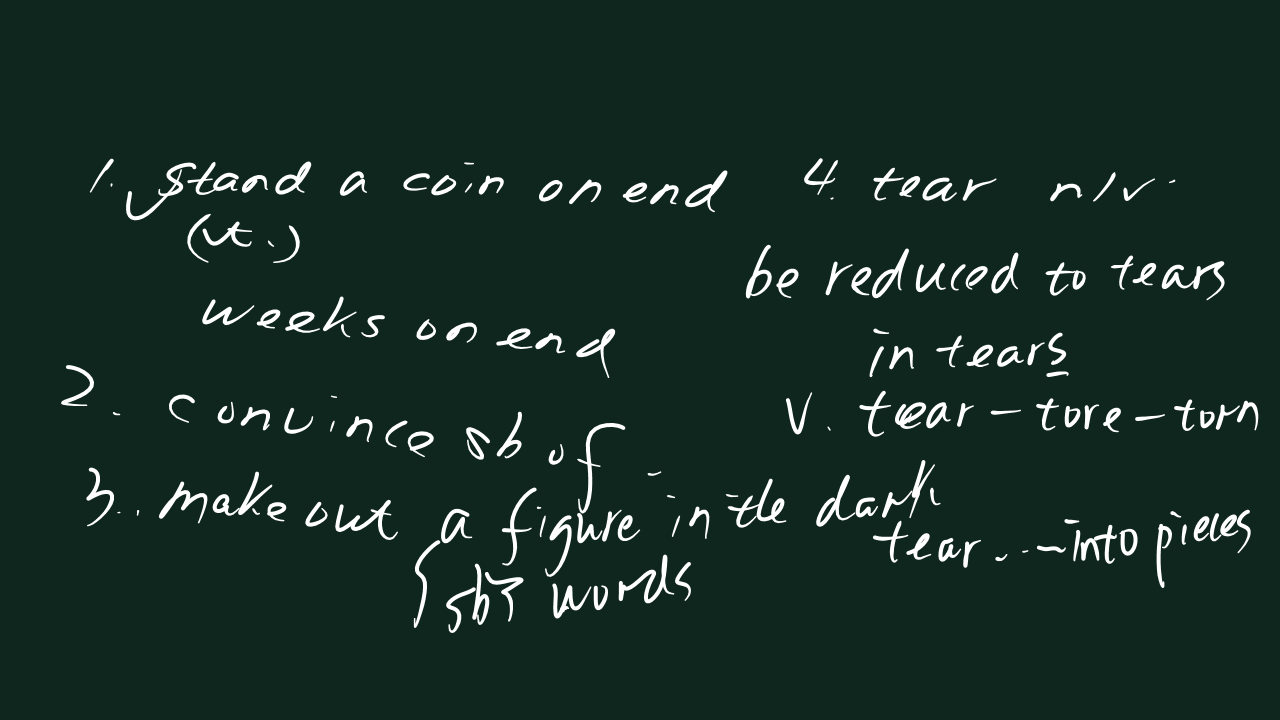 1. stand a coin on end
(vt.)
weeks on end
2. convince sb of
3. make out a figure in the dark
sb's words
4. tear n/v.
be reduced to tears
in tears
V. tear - tore - torn
tear ... into pieces